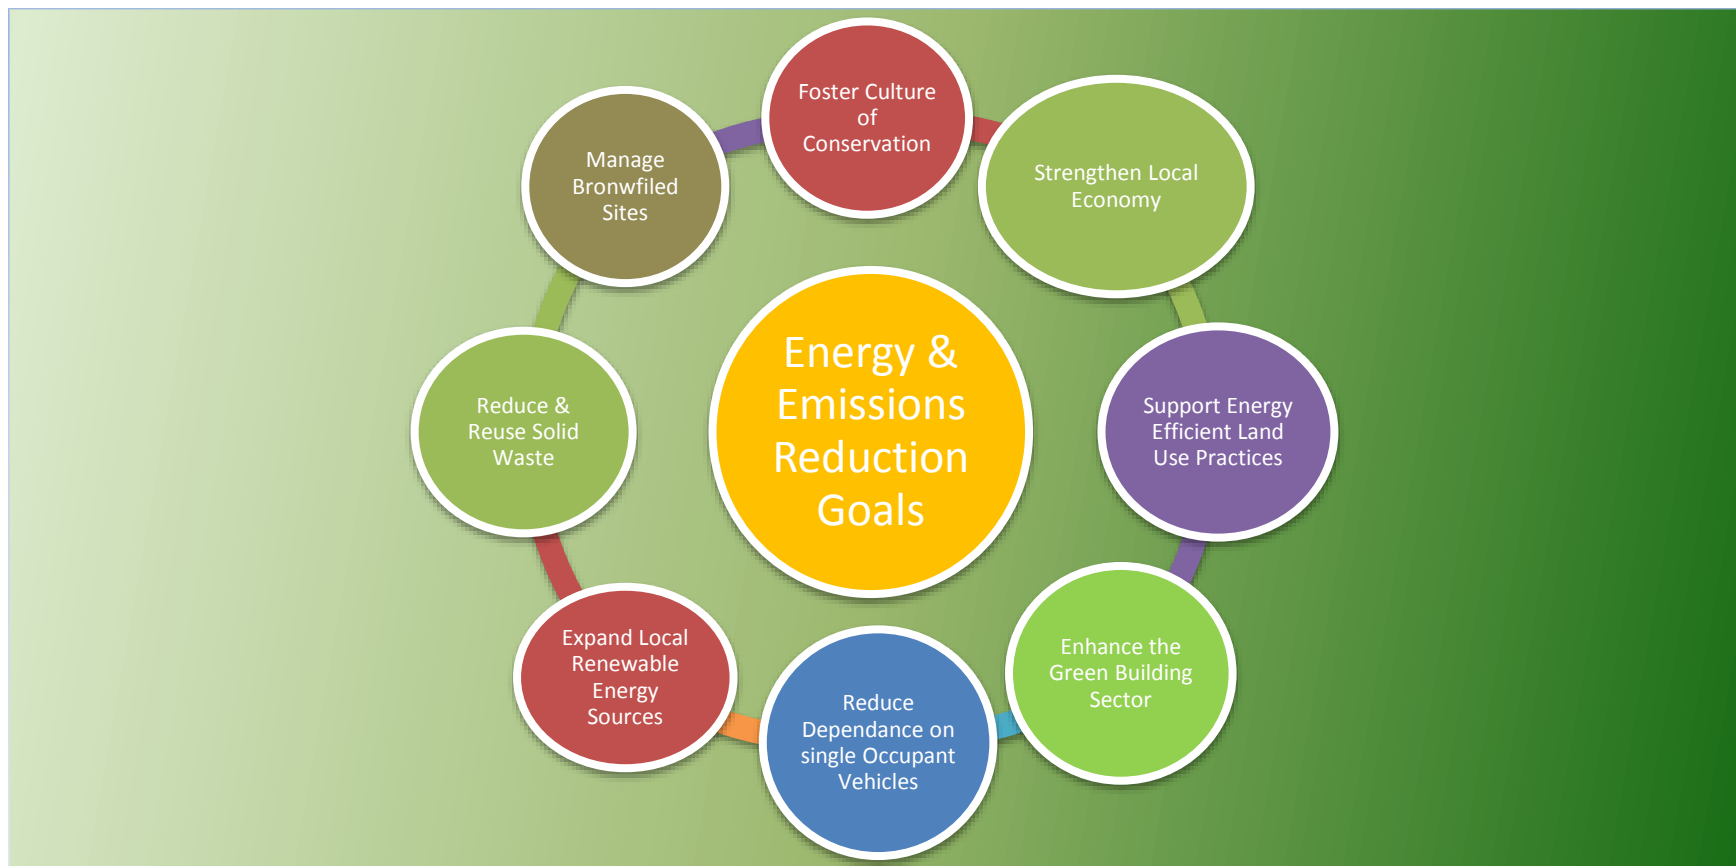 Foster Culture
of
Conservation
Strengthen Local
Economy
Support Energy
Efficient Land
Use Practices
Enhance the
Green Building
Sector
Reduce
Dependance on
single Occupant
Vehicles
Expand Local
Renewable
Energy
Sources
Reduce &
Reuse Solid
Waste
Manage
Bronwfiled
Sites
Energy &
Emissions
Reduction
Goals